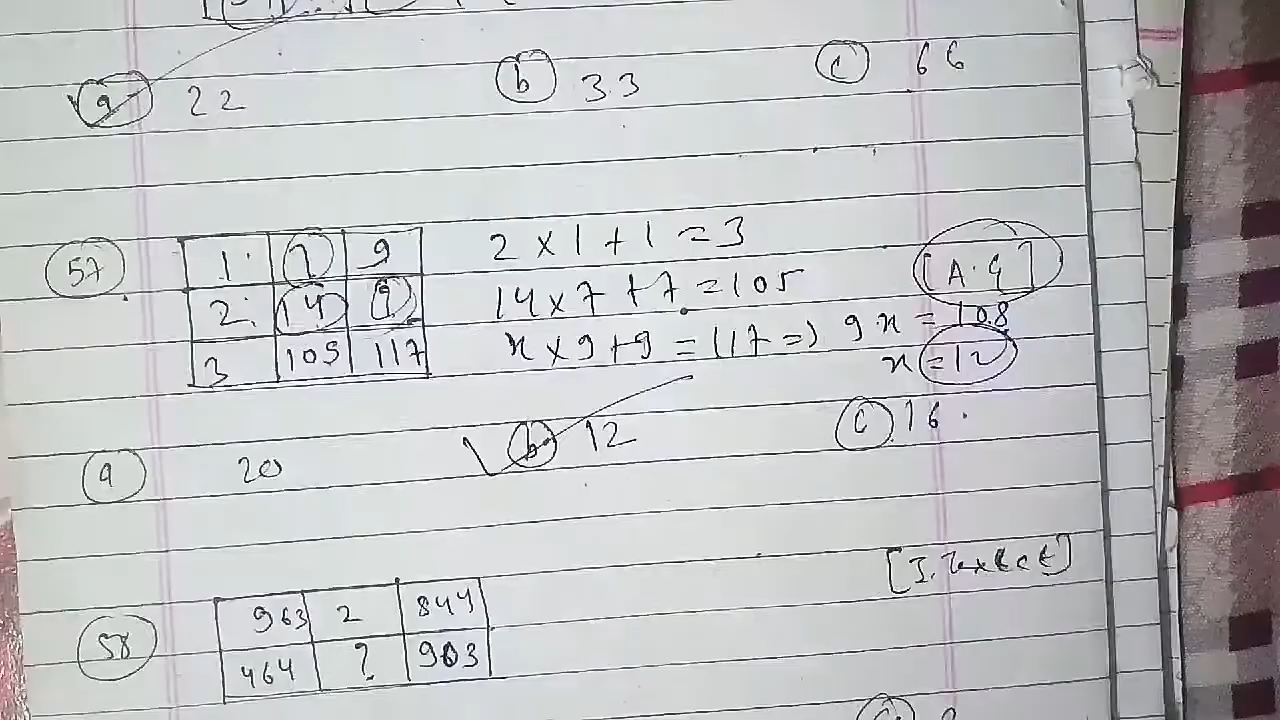 a 22 b 33 c 66
57
1 7 9 2 x 1 + 1 = 3 [A.G]
2 14 9 14 x 7 + 7 = 105
3 105 117 x x 9 + 9 = 117 => 9x = 108
x = 12
a 20 b 12 c 16
58
963 2 844
464 ? 903